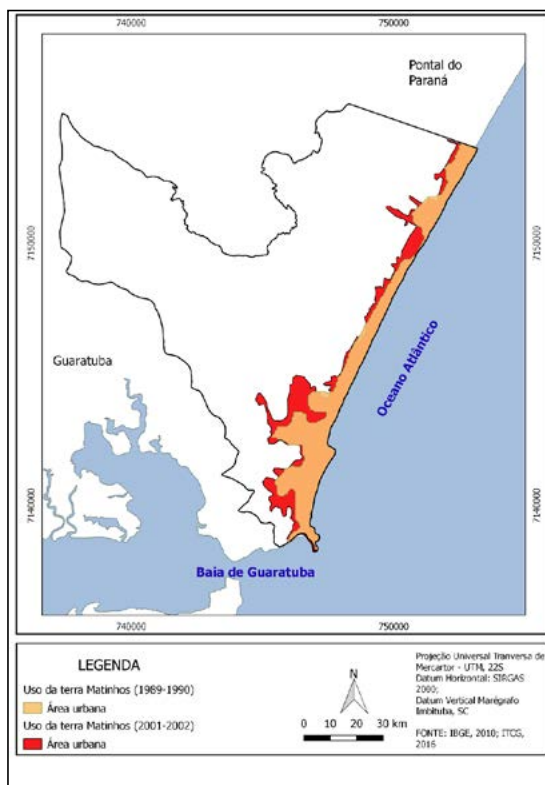 740000
750000
Pontal do
Paraná
7150000
7150000
Guaratuba
Oceano Atlântico
7140000
7140000
Baia de Guaratuba
740000
750000
LEGENDA
Uso da terra Matinhos (1989-1990)
Área urbana
Uso da terra Matinhos (2001-2002)
Área urbana
N
0 10 20 30 km
Projeção Universal Tranversa de
Mercartor - UTM, 22S
Datum Horizontal: SIRGAS
2000;
Datum Vertical Marégrafo
Imbituba, SC
FONTE: IBGE, 2010; ITCG,
2016